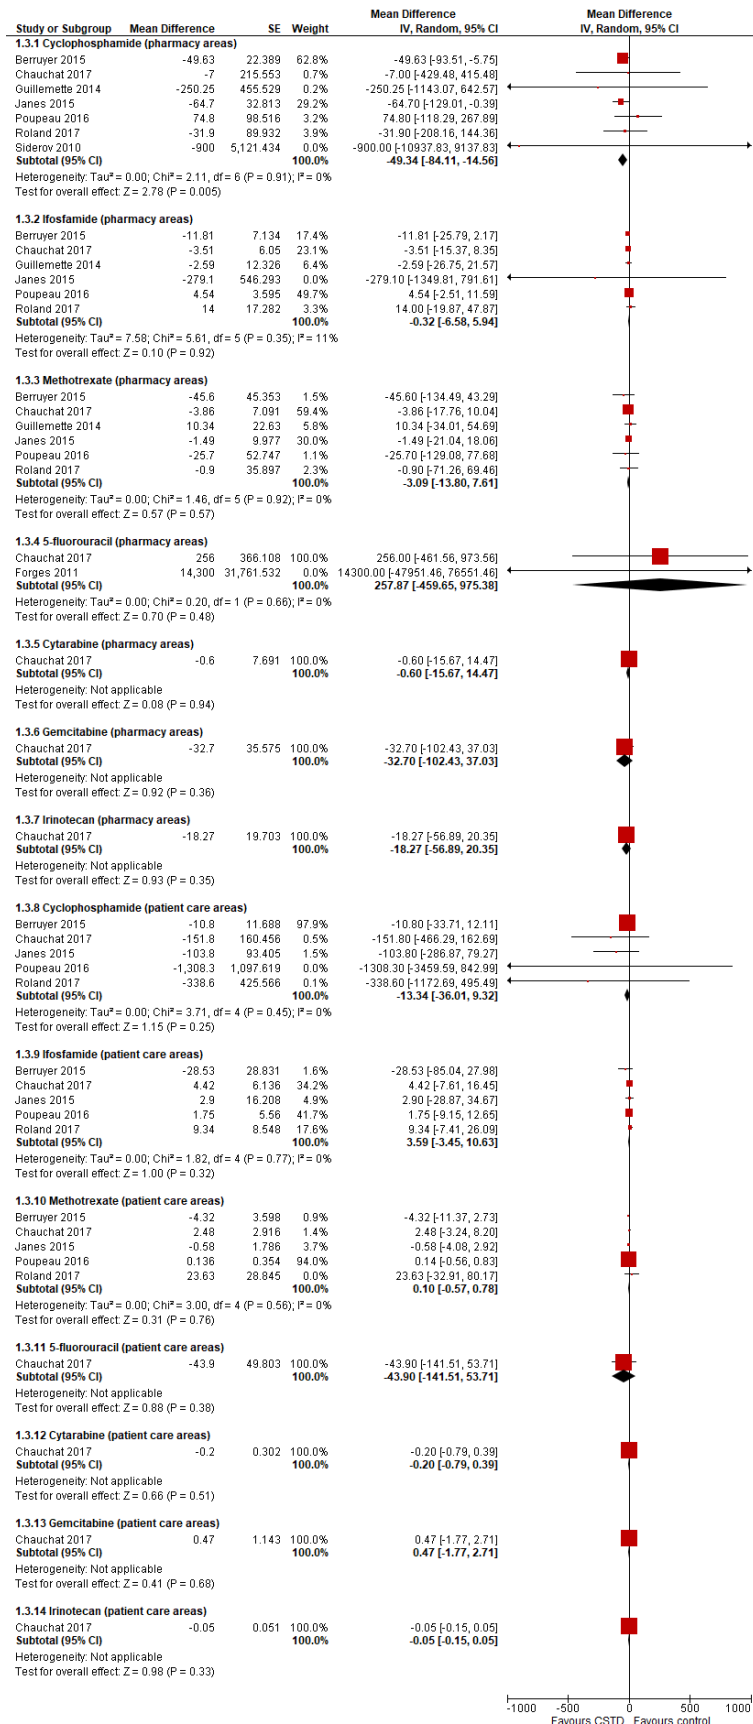 Mean Difference Mean Difference
Study or Subgroup Mean Difference SE Weight IV, Random, 95% CI IV, Random, 95% CI
1.3.1 Cyclophosphamide (pharmacy areas)
Berruyer 2015 -49.63 22.389 62.8% -49.63 [-93.51, -5.75]
Chauchat 2017 -7 215.553 0.7% -7.00 [-429.48, 415.48]
Guillemette 2014 -250.25 455.529 0.2% -250.25 [-1143.07, 642.57]
Janes 2015 -64.7 32.813 29.2% -64.70 [-129.01, -0.39]
Poupeau 2016 74.8 98.516 3.2% 74.80 [-118.29, 267.89]
Roland 2017 -31.9 89.932 3.9% -31.90 [-208.16, 144.36]
Siderov 2010 -900 5,121.434 0.0% -900.00 [-10937.83, 9137.83]
Subtotal (95% CI) 100.0% -49.34 [-84.11, -14.56]
Heterogeneity: Tau² = 0.00; Chi² = 2.11, df = 6 (P = 0.91); I² = 0%
Test for overall effect: Z = 2.78 (P = 0.005)
1.3.2 Ifosfamide (pharmacy areas)
Berruyer 2015 -11.81 7.134 17.4% -11.81 [-25.79, 2.17]
Chauchat 2017 -3.51 6.05 23.1% -3.51 [-15.37, 8.35]
Guillemette 2014 -2.59 12.326 6.4% -2.59 [-26.75, 21.57]
Janes 2015 -279.1 546.293 0.0% -279.10 [-1349.81, 791.61]
Poupeau 2016 4.54 3.595 49.7% 4.54 [-2.51, 11.59]
Roland 2017 14 17.282 3.3% 14.00 [-19.87, 47.87]
Subtotal (95% CI) 100.0% -0.32 [-6.58, 5.94]
Heterogeneity: Tau² = 7.58; Chi² = 5.61, df = 5 (P = 0.35); I² = 11%
Test for overall effect: Z = 0.10 (P = 0.92)
1.3.3 Methotrexate (pharmacy areas)
Berruyer 2015 -45.6 45.353 1.5% -45.60 [-134.49, 43.29]
Chauchat 2017 -3.86 7.091 59.4% -3.86 [-17.76, 10.04]
Guillemette 2014 10.34 22.63 5.8% 10.34 [-34.01, 54.69]
Janes 2015 -1.49 9.977 30.0% -1.49 [-21.04, 18.06]
Poupeau 2016 -25.7 52.747 1.1% -25.70 [-129.08, 77.68]
Roland 2017 -0.9 35.897 2.3% -0.90 [-71.26, 69.46]
Subtotal (95% CI) 100.0% -3.09 [-13.80, 7.61]
Heterogeneity: Tau² = 0.00; Chi² = 1.46, df = 5 (P = 0.92); I² = 0%
Test for overall effect: Z = 0.57 (P = 0.57)
1.3.4 5-fluorouracil (pharmacy areas)
Chauchat 2017 256 366.108 100.0% 256.00 [-461.56, 973.56]
Forges 2011 14,300 31,761.532 0.0% 14300.00 [-47951.46, 76551.46]
Subtotal (95% CI) 100.0% 257.87 [-459.65, 975.38]
Heterogeneity: Tau² = 0.00; Chi² = 0.20, df = 1 (P = 0.66); I² = 0%
Test for overall effect: Z = 0.70 (P = 0.48)
1.3.5 Cytarabine (pharmacy areas)
Chauchat 2017 -0.6 7.691 100.0% -0.60 [-15.67, 14.47]
Subtotal (95% CI) 100.0% -0.60 [-15.67, 14.47]
Heterogeneity: Not applicable
Test for overall effect: Z = 0.08 (P = 0.94)
1.3.6 Gemcitabine (pharmacy areas)
Chauchat 2017 -32.7 35.575 100.0% -32.70 [-102.43, 37.03]
Subtotal (95% CI) 100.0% -32.70 [-102.43, 37.03]
Heterogeneity: Not applicable
Test for overall effect: Z = 0.92 (P = 0.36)
1.3.7 Irinotecan (pharmacy areas)
Chauchat 2017 -18.27 19.703 100.0% -18.27 [-56.89, 20.35]
Subtotal (95% CI) 100.0% -18.27 [-56.89, 20.35]
Heterogeneity: Not applicable
Test for overall effect: Z = 0.93 (P = 0.35)
1.3.8 Cyclophosphamide (patient care areas)
Berruyer 2015 -10.8 11.688 97.9% -10.80 [-33.71, 12.11]
Chauchat 2017 -151.8 160.456 0.5% -151.80 [-466.29, 162.69]
Janes 2015 -103.8 93.405 1.5% -103.80 [-286.87, 79.27]
Poupeau 2016 -1,308.3 1,097.619 0.0% -1308.30 [-3459.59, 842.99]
Roland 2017 -338.6 425.566 0.1% -338.60 [-1172.69, 495.49]
Subtotal (95% CI) 100.0% -13.34 [-36.01, 9.32]
Heterogeneity: Tau² = 0.00; Chi² = 3.71, df = 4 (P = 0.45); I² = 0%
Test for overall effect: Z = 1.15 (P = 0.25)
1.3.9 Ifosfamide (patient care areas)
Berruyer 2015 -28.53 28.831 1.6% -28.53 [-85.04, 27.98]
Chauchat 2017 4.42 6.136 34.2% 4.42 [-7.61, 16.45]
Janes 2015 2.9 16.208 4.9% 2.90 [-28.87, 34.67]
Poupeau 2016 1.75 5.56 41.7% 1.75 [-9.15, 12.65]
Roland 2017 9.34 8.548 17.6% 9.34 [-7.41, 26.09]
Subtotal (95% CI) 100.0% 3.59 [-3.45, 10.63]
Heterogeneity: Tau² = 0.00; Chi² = 1.82, df = 4 (P = 0.77); I² = 0%
Test for overall effect: Z = 1.00 (P = 0.32)
1.3.10 Methotrexate (patient care areas)
Berruyer 2015 -4.32 3.598 0.9% -4.32 [-11.37, 2.73]
Chauchat 2017 2.48 2.916 1.4% 2.48 [-3.24, 8.20]
Janes 2015 -0.58 1.786 3.7% -0.58 [-4.08, 2.92]
Poupeau 2016 0.136 0.354 94.0% 0.14 [-0.56, 0.83]
Roland 2017 23.63 28.845 0.0% 23.63 [-32.91, 80.17]
Subtotal (95% CI) 100.0% 0.10 [-0.57, 0.78]
Heterogeneity: Tau² = 0.00; Chi² = 3.00, df = 4 (P = 0.56); I² = 0%
Test for overall effect: Z = 0.31 (P = 0.76)
1.3.11 5-fluorouracil (patient care areas)
Chauchat 2017 -43.9 49.803 100.0% -43.90 [-141.51, 53.71]
Subtotal (95% CI) 100.0% -43.90 [-141.51, 53.71]
Heterogeneity: Not applicable
Test for overall effect: Z = 0.88 (P = 0.38)
1.3.12 Cytarabine (patient care areas)
Chauchat 2017 -0.2 0.302 100.0% -0.20 [-0.79, 0.39]
Subtotal (95% CI) 100.0% -0.20 [-0.79, 0.39]
Heterogeneity: Not applicable
Test for overall effect: Z = 0.66 (P = 0.51)
1.3.13 Gemcitabine (patient care areas)
Chauchat 2017 0.47 1.143 100.0% 0.47 [-1.77, 2.71]
Subtotal (95% CI) 100.0% 0.47 [-1.77, 2.71]
Heterogeneity: Not applicable
Test for overall effect: Z = 0.41 (P = 0.68)
1.3.14 Irinotecan (patient care areas)
Chauchat 2017 -0.05 0.051 100.0% -0.05 [-0.15, 0.05]
Subtotal (95% CI) 100.0% -0.05 [-0.15, 0.05]
Heterogeneity: Not applicable
Test for overall effect: Z = 0.98 (P = 0.33)
-1000 -500 0 500 1000
Favours CSTD Favours control